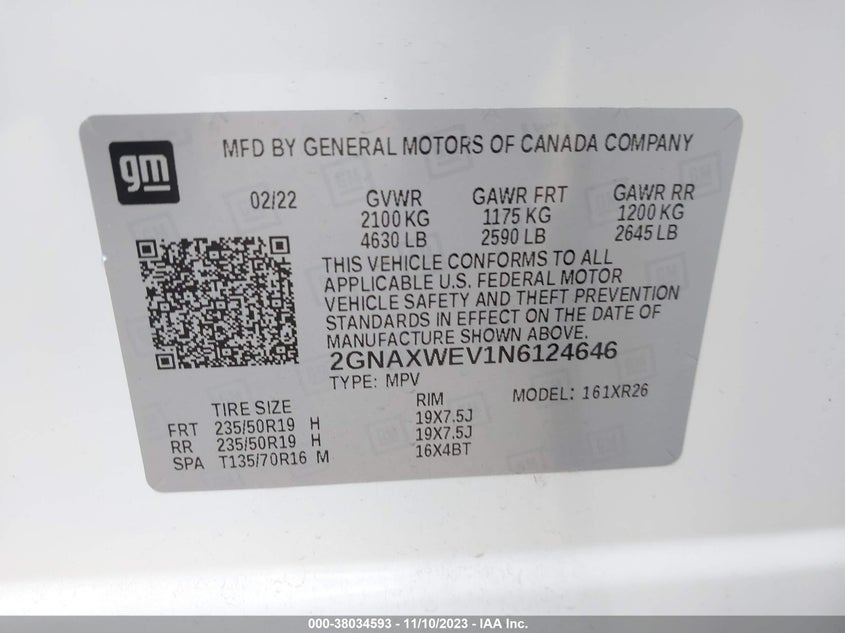 gm
MFD BY GENERAL MOTORS OF CANADA COMPANY
02/22 GVWR GAWR FRT GAWR RR
2100 KG 1175 KG 1200 KG
4630 LB 2590 LB 2645 LB
THIS VEHICLE CONFORMS TO ALL
APPLICABLE U.S. FEDERAL MOTOR
VEHICLE SAFETY AND THEFT PREVENTION
STANDARDS IN EFFECT ON THE DATE OF
MANUFACTURE SHOWN ABOVE.
2GNAXWEV1N6124646
TYPE: MPV MODEL: 161XR26
TIRE SIZE RIM
FRT 235/50R19 H 19X7.5J
RR 235/50R19 H 19X7.5J
SPA T135/70R16 M 16X4BT
000-38034593 - 11/10/2023 - IAA Inc.